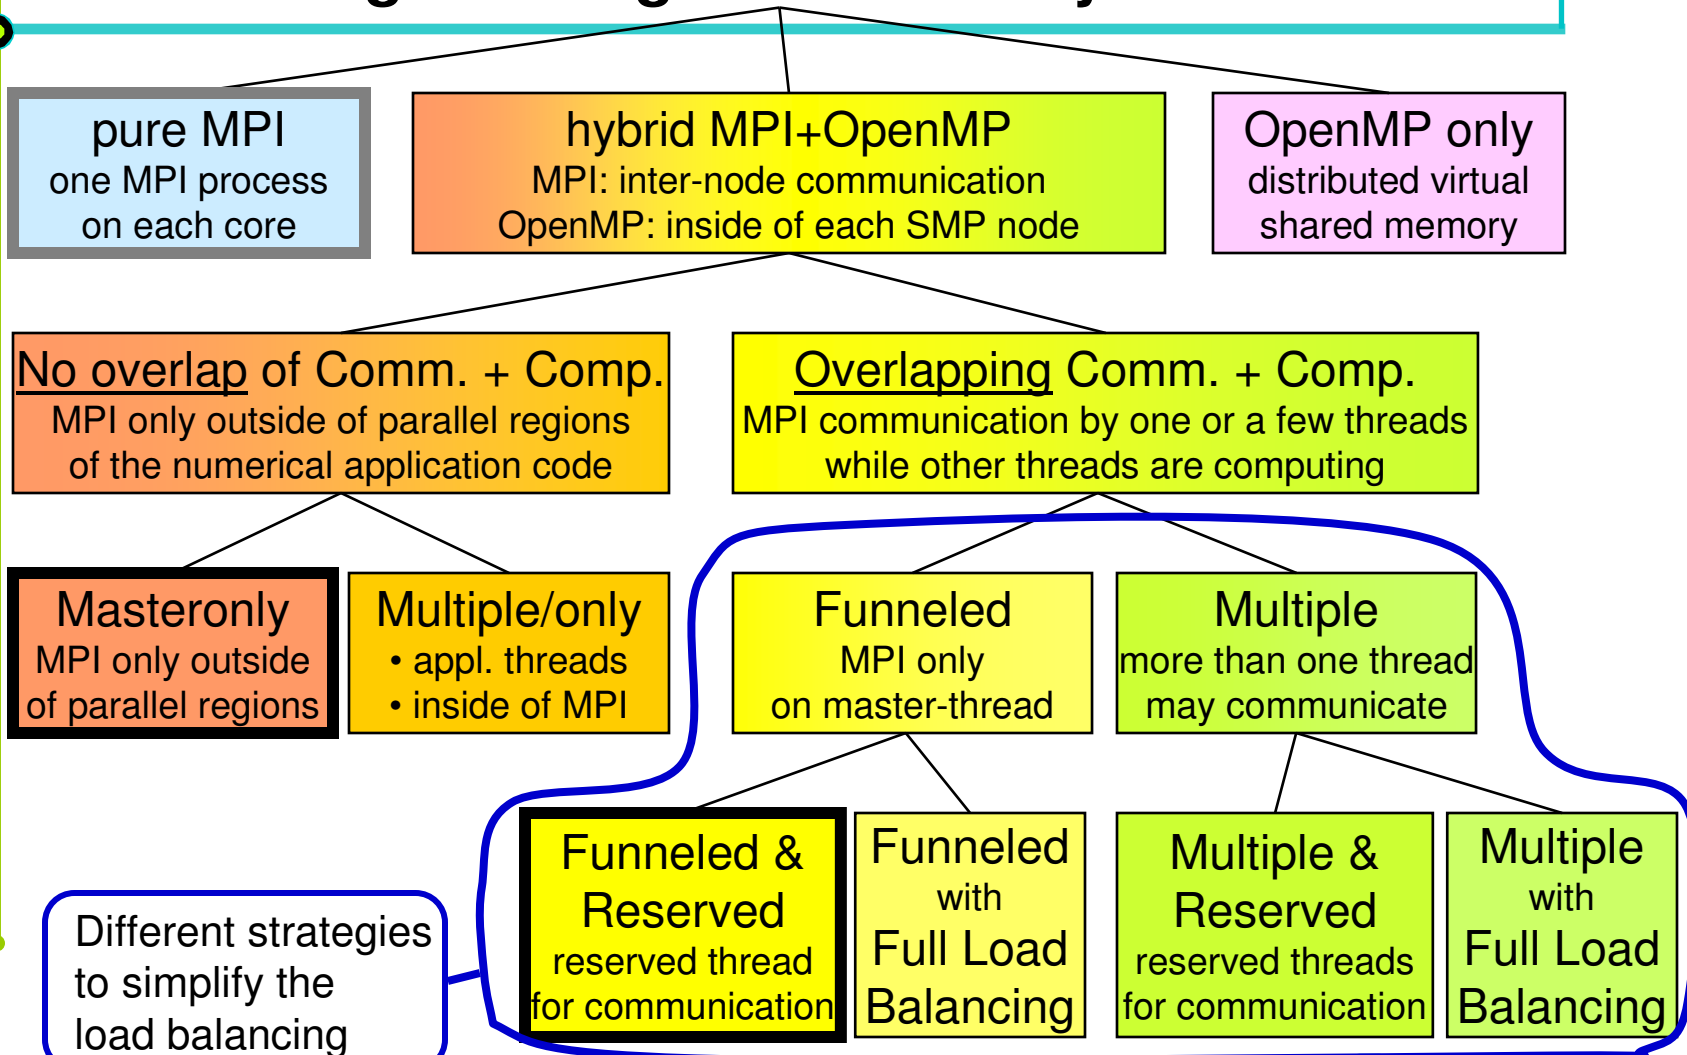 pure MPI
one MPI process
on each core
hybrid MPI+OpenMP
MPI: inter-node communication
OpenMP: inside of each SMP node
OpenMP only
distributed virtual
shared memory
No overlap of Comm. + Comp.
MPI only outside of parallel regions
of the numerical application code
Overlapping Comm. + Comp.
MPI communication by one or a few threads
while other threads are computing
Masteronly
MPI only outside
of parallel regions
Multiple/only
• appl. threads
• inside of MPI
Funneled
MPI only
on master-thread
Multiple
more than one thread
may communicate
Funneled &
Reserved
reserved thread
for communication
Funneled
with
Full Load
Balancing
Multiple &
Reserved
reserved threads
for communication
Multiple
with
Full Load
Balancing
Different strategies
to simplify the
load balancing